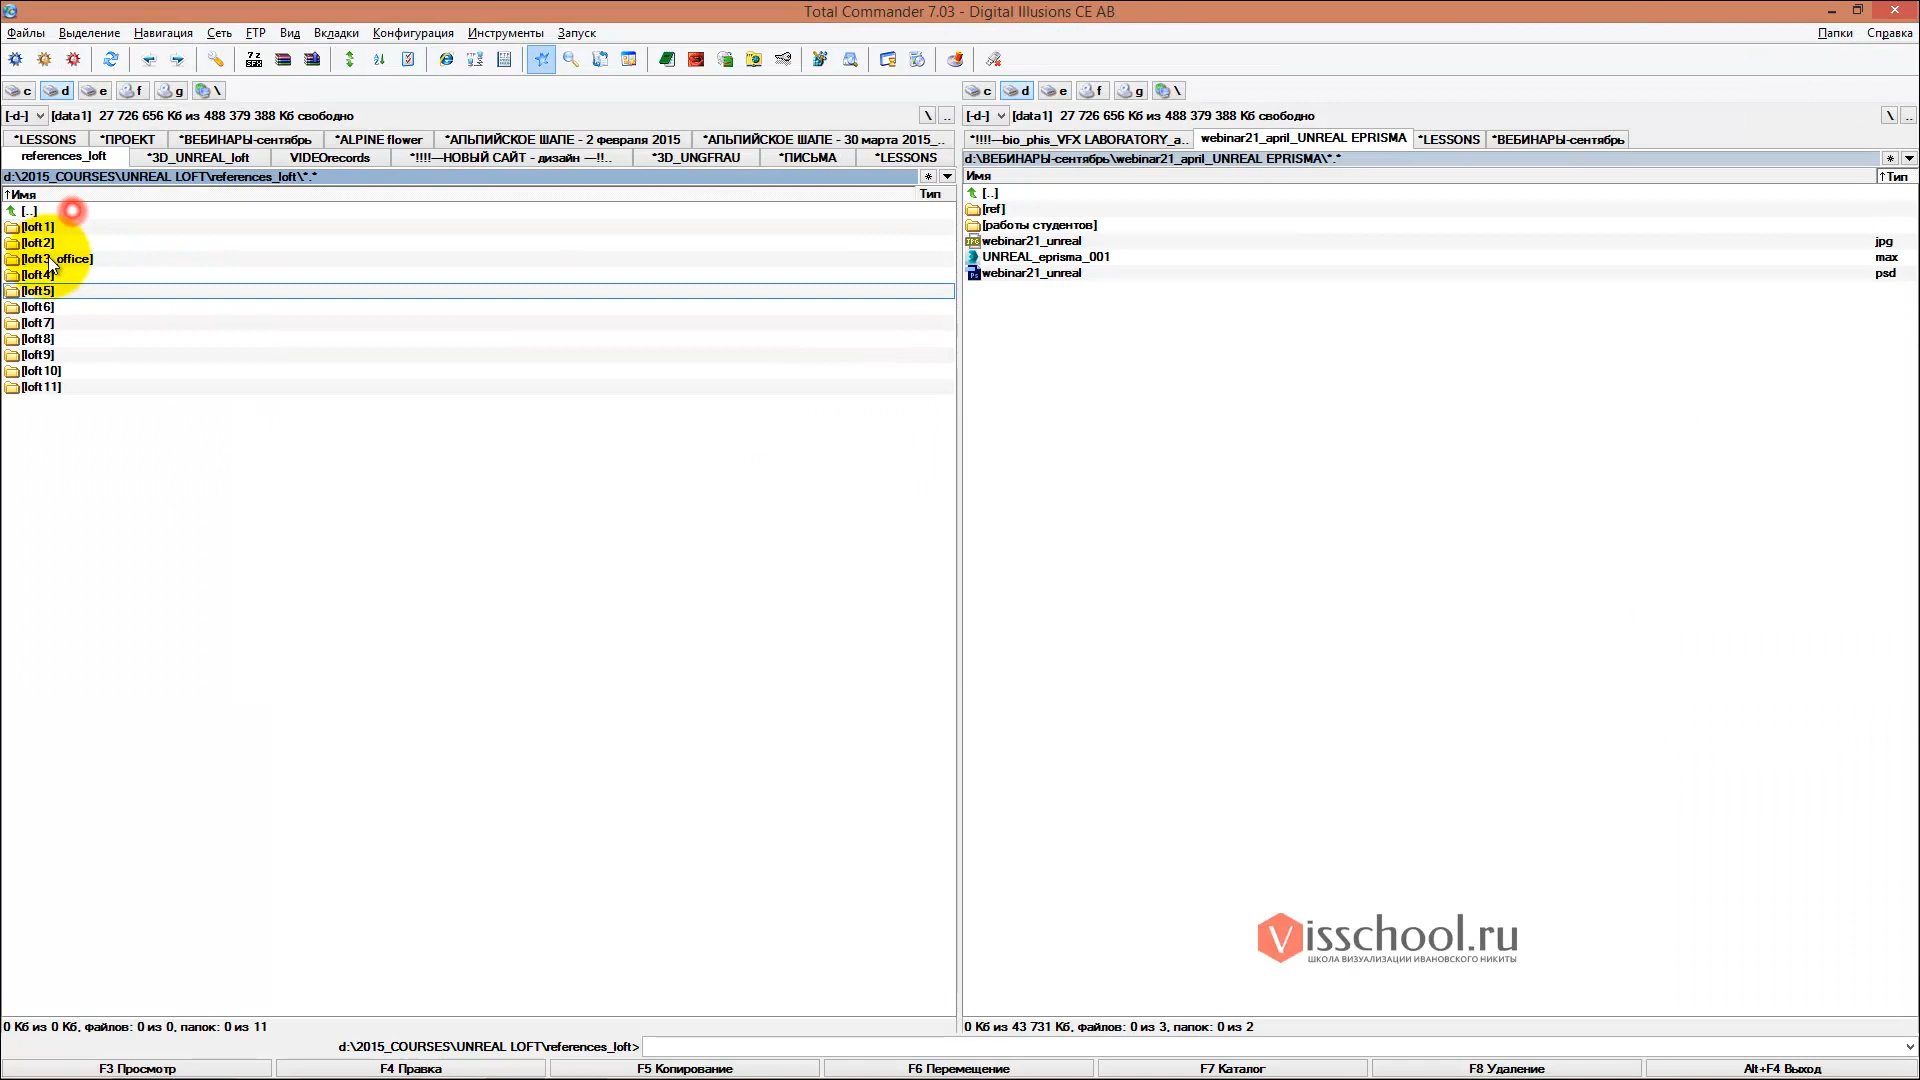 Total Commander 7.03 - Digital Illusions CE AB
Файлы Выделение Навигация Сеть FTP Вид Вкладки Конфигурация Инструменты Запуск Папки Справка
c d e f g \ c d e f g \
[-d-] [data1] 27 726 656 Кб из 488 379 388 Кб свободно \ .. [-d-] [data1] 27 726 656 Кб из 488 379 388 Кб свободно \ ..
*LESSONS *ПРОЕКТ *ВЕБИНАРЫ-сентябрь *ALPINE flower *АЛЬПИЙСКОЕ ШАЛЕ - 2 февраля 2015 *АЛЬПИЙСКОЕ ШАЛЕ - 30 марта 2015_.. *!!!!---bio_phis_VFX LABORATORY_a.. webinar21_april_UNREAL EPRISMA *LESSONS *ВЕБИНАРЫ-сентябрь
references_loft *3D_UNREAL_loft VIDEOrecords *!!!!---НОВЫЙ САЙТ - дизайн ---!!.. *3D_UNGFRAU *ПИСЬМА *LESSONS
d:\2015_COURSES\UNREAL LOFT\references_loft\*.* * d:\ВЕБИНАРЫ-сентябрь\webinar21_april_UNREAL EPRISMA\*.* *
↑Имя Тип Имя ↑Тип
[..]
[loft1]
[loft2]
[loft3_office]
[loft4]
[loft5]
[loft6]
[loft7]
[loft8]
[loft9]
[loft10]
[loft11]
[..]
[ref]
[работы студентов]
webinar21_unreal jpg
UNREAL_eprisma_001 max
webinar21_unreal psd
Visschool.ru
ШКОЛА ВИЗУАЛИЗАЦИИ ИВАНОВСКОГО НИКИТЫ
0 Кб из 0 Кб, файлов: 0 из 0, папок: 0 из 11 0 Кб из 43 731 Кб, файлов: 0 из 3, папок: 0 из 2
d:\2015_COURSES\UNREAL LOFT\references_loft>
F3 Просмотр F4 Правка F5 Копирование F6 Перемещение F7 Каталог F8 Удаление Alt+F4 Выход